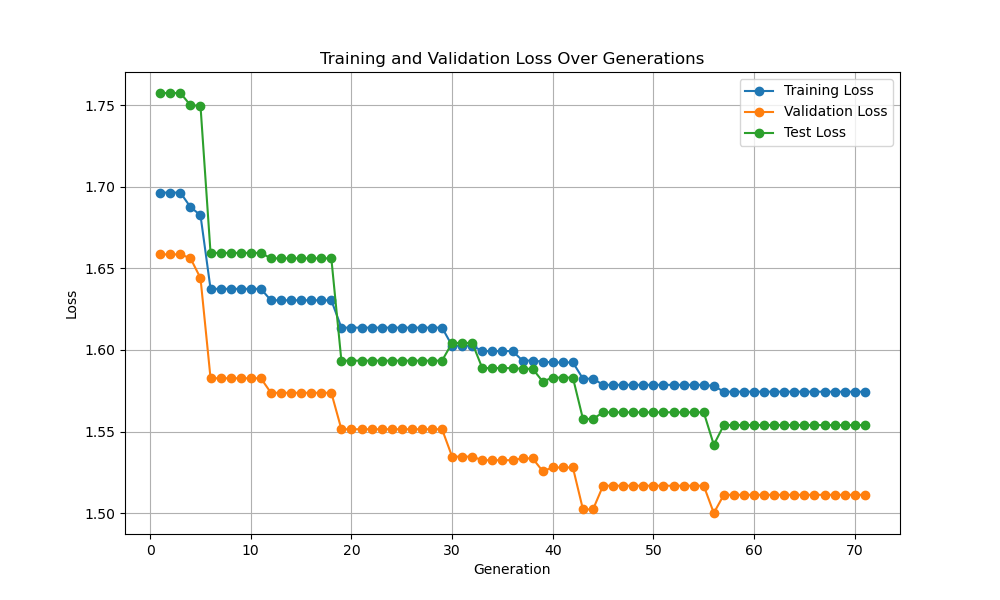 Training and Validation Loss Over Generations
Training Loss
Validation Loss
Test Loss
1.75
1.70
1.65
1.60
1.55
1.50
Loss
0
10
20
30
40
50
60
70
Generation